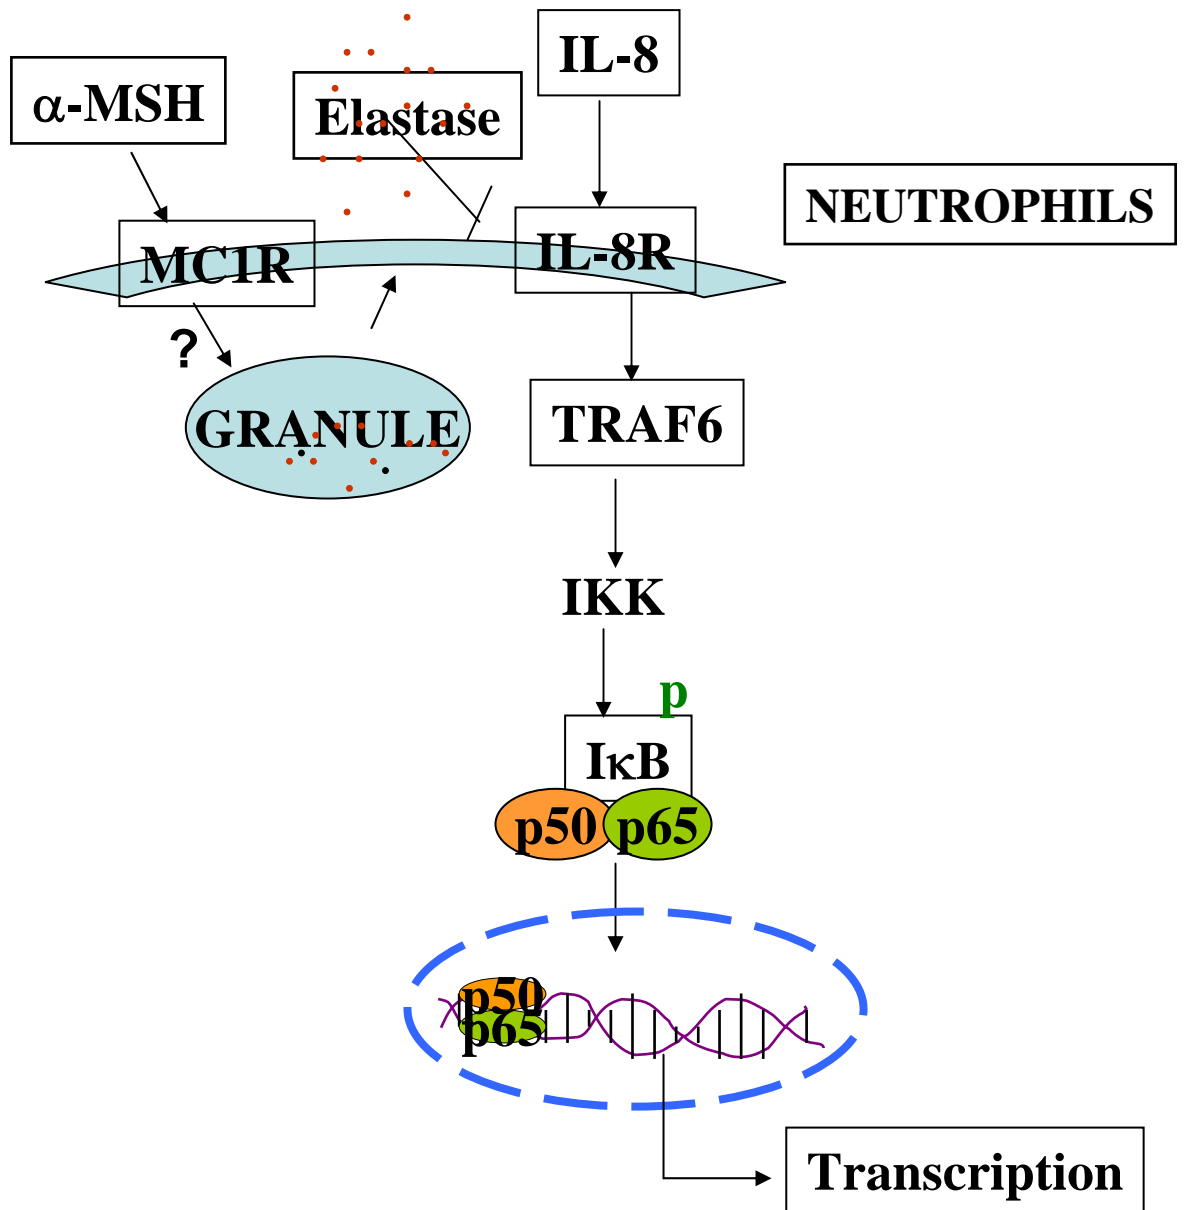 IL-8
α-MSH
Elastase
NEUTROPHILS
MC1R
IL-8R
?
GRANULE
TRAF6
IKK
p
IκB
p50
p65
p50
p65
Transcription